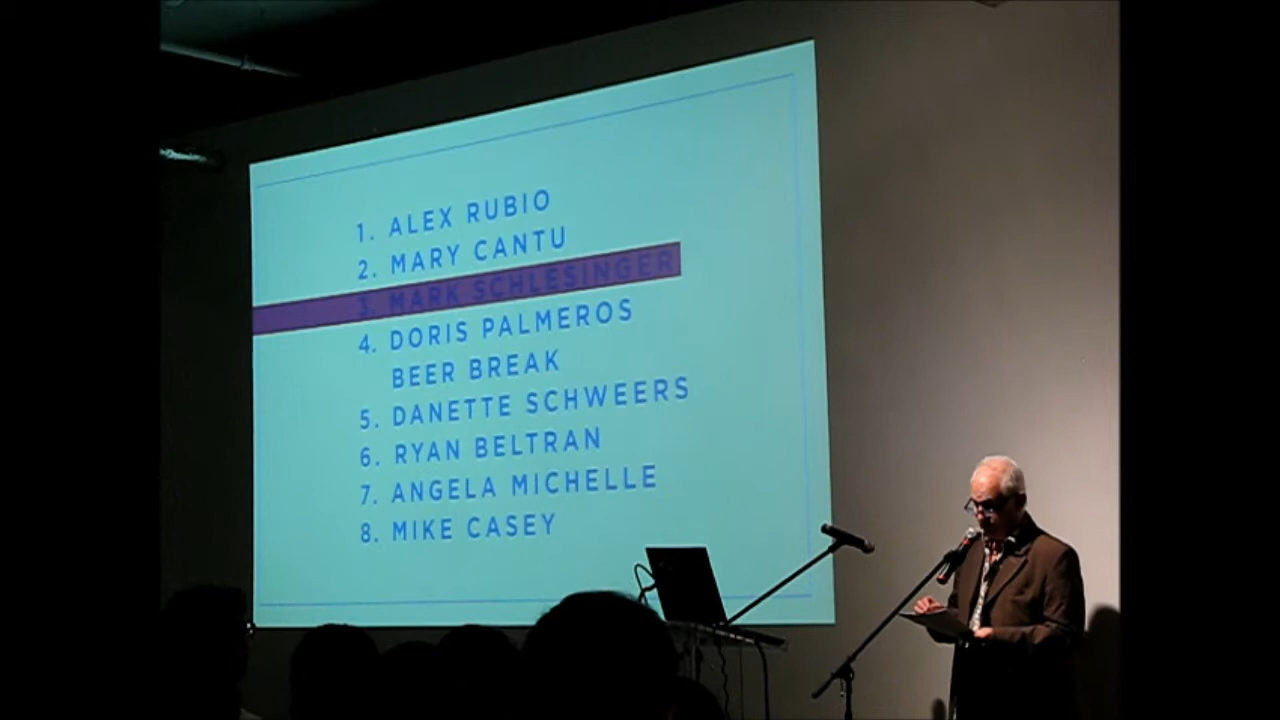 1. ALEX RUBIO
2. MARY CANTU
3. MARK SCHLESINGER
4. DORIS PALMEROS
BEER BREAK
5. DANETTE SCHWEERS
6. RYAN BELTRAN
7. ANGELA MICHELLE
8. MIKE CASEY